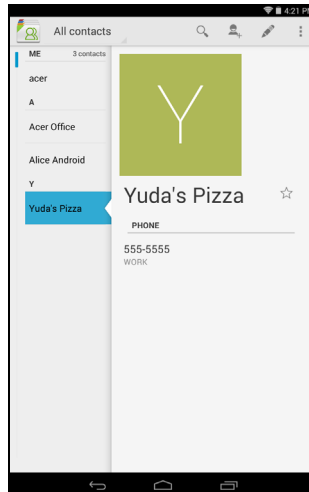 4:21 PM
All contacts
ME 3 contacts
acer
A
Acer Office
Alice Android
Y
Yuda's Pizza
Y
Yuda's Pizza
PHONE
555-5555
WORK